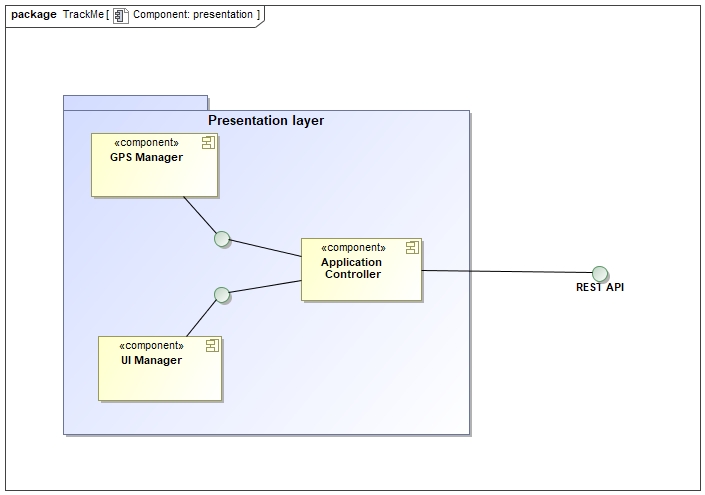 package TrackMe [ Component: presentation ]
Presentation layer
«component»
GPS Manager
«component»
Application
Controller
REST API
«component»
UI Manager